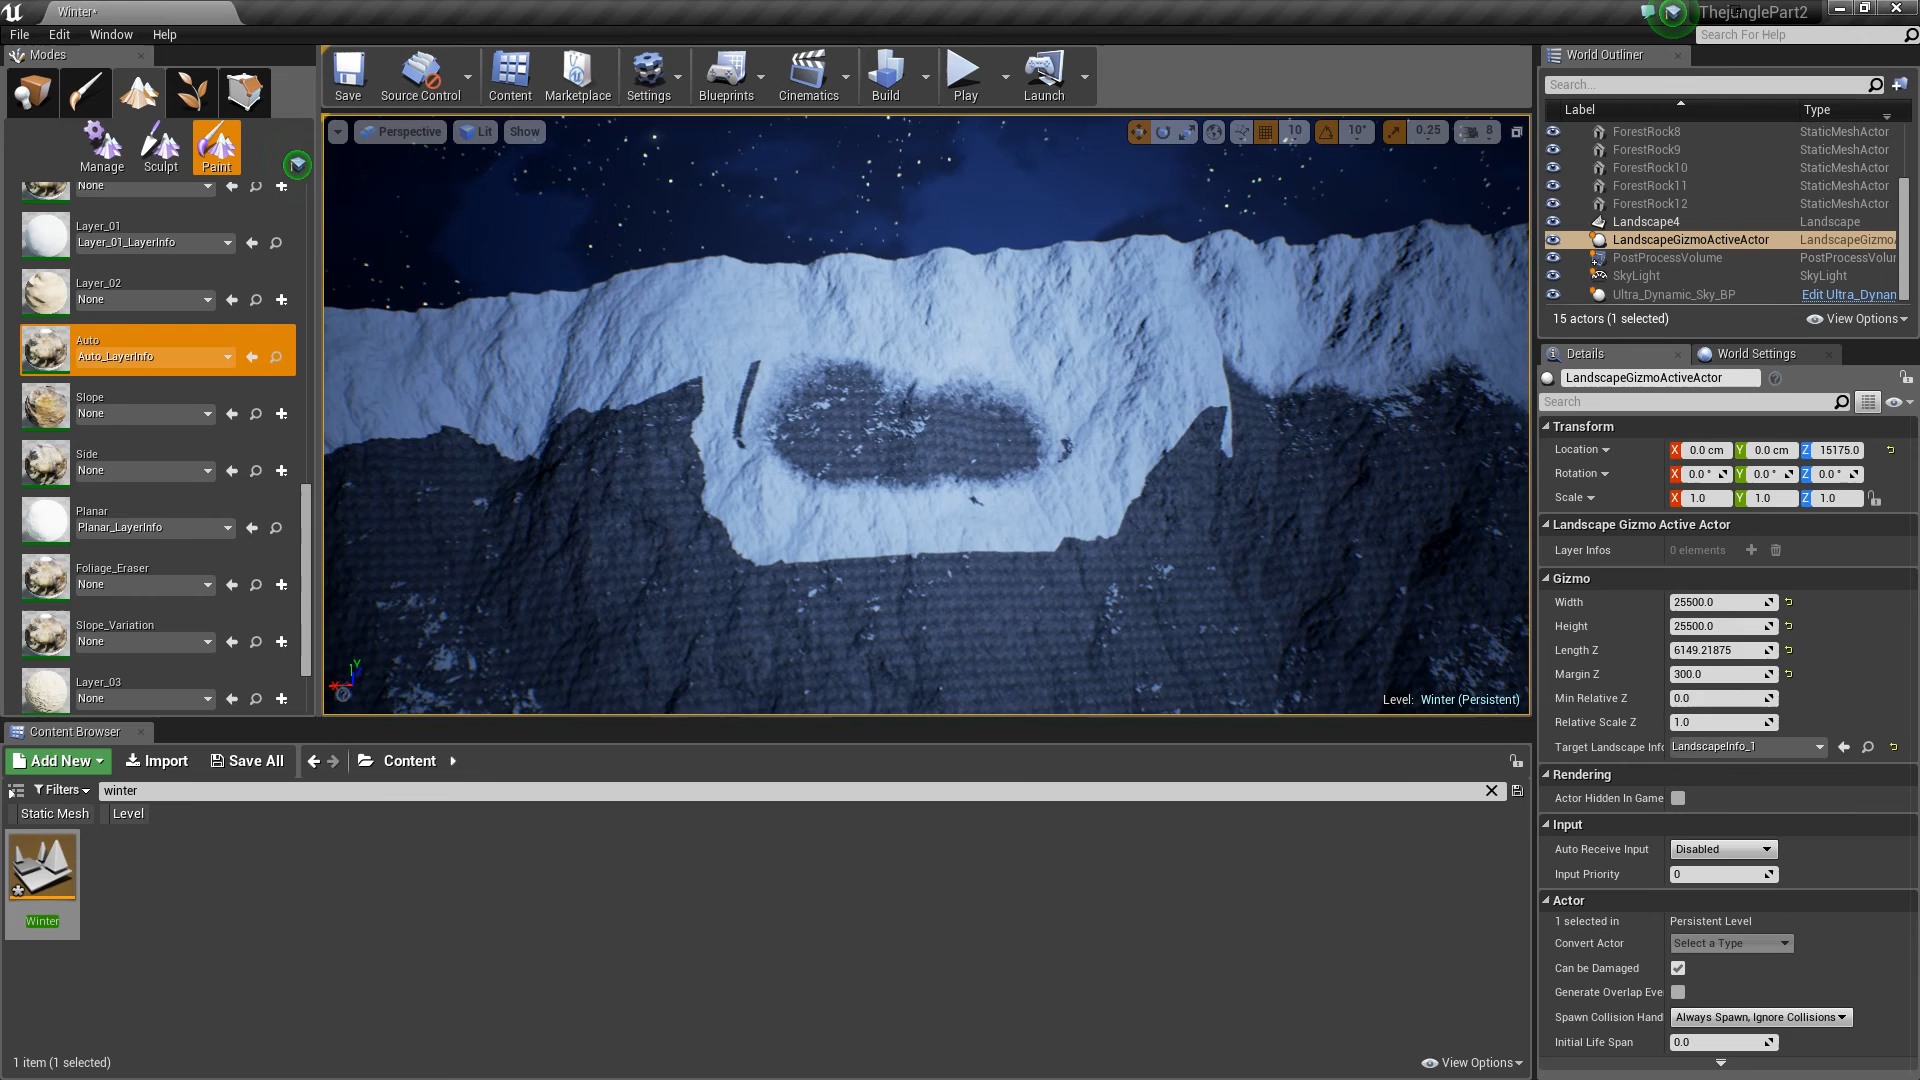 Winter*
ThejunglePart2
File
Edit
Window
Help
Search For Help
Modes
Manage
Sculpt
Paint
None
Layer_01
Layer_01_LayerInfo
Layer_02
None
Auto
Auto_LayerInfo
Slope
None
Side
None
Planar
Planar_LayerInfo
Foliage_Eraser
None
Slope_Variation
None
Layer_03
None
Save
Source Control
Content
Marketplace
Settings
Blueprints
Cinematics
Build
Play
Launch
Perspective
Lit
Show
10
10°
0.25
8
Y
X
Level: Winter (Persistent)
World Outliner
Search...
Label
Type
ForestRock8 StaticMeshActor
ForestRock9 StaticMeshActor
ForestRock10 StaticMeshActor
ForestRock11 StaticMeshActor
ForestRock12 StaticMeshActor
Landscape4 Landscape
LandscapeGizmoActiveActor LandscapeGizmo
PostProcessVolume PostProcessVolur
SkyLight SkyLight
Ultra_Dynamic_Sky_BP Edit Ultra_Dynan
15 actors (1 selected)
View Options
Details
World Settings
LandscapeGizmoActiveActor
Search
Transform
Location X 0.0 cm Y 0.0 cm Z 15175.0
Rotation X 0.0 ° Y 0.0 ° Z 0.0 °
Scale X 1.0 Y 1.0 Z 1.0
Landscape Gizmo Active Actor
Layer Infos 0 elements
Gizmo
Width 25500.0
Height 25500.0
Length Z 6149.21875
Margin Z 300.0
Min Relative Z 0.0
Relative Scale Z 1.0
Target Landscape Info LandscapeInfo_1
Rendering
Actor Hidden In Game
Input
Auto Receive Input Disabled
Input Priority 0
Actor
1 selected in Persistent Level
Convert Actor Select a Type
Can be Damaged
Generate Overlap Eve
Spawn Collision Hand Always Spawn, Ignore Collisions
Initial Life Span 0.0
Content Browser
Add New
Import
Save All
Content
Filters
winter
Static Mesh
Level
Winter
1 item (1 selected)
View Options